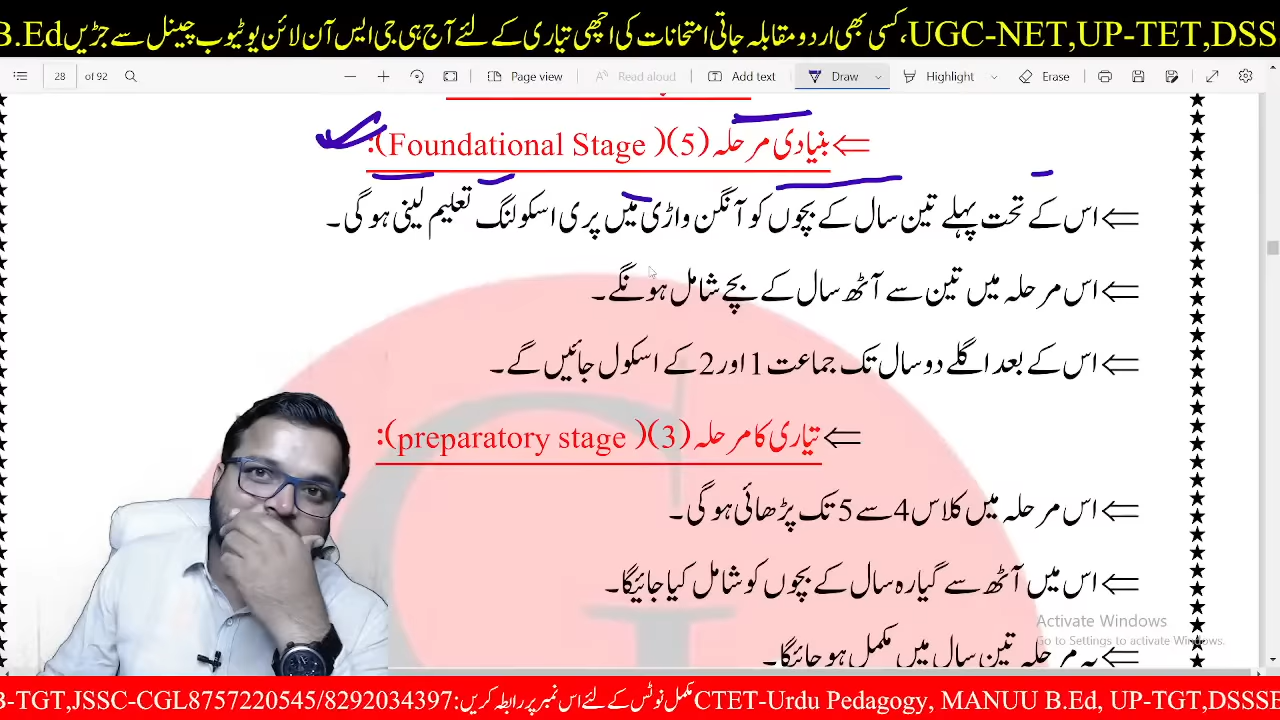 UGC-NET,UP-TET,DSS، کسی بھی اردو مقابلہ جاتی امتحانات کی اچھی تیاری کے لئے آج ہی جی ایس آن لائن یوٹیوب چینل سے جڑیں B.Ed
28 of 92 Page view Read aloud Add text Draw Highlight Erase
⇐ بنیادی مرحلہ (5)( Foundational Stage):
⇐ اس کے تحت پہلے تین سال کے بچوں کو آنگن واڑی میں پری اسکولنگ تعلیم لینی ہوگی۔
⇐ اس مرحلہ میں تین سے آٹھ سال کے بچے شامل ہونگے۔
⇐ اس کے بعد اگلے دو سال تک جماعت 1 اور 2 کے اسکول جائیں گے۔
⇐ تیاری کا مرحلہ (3)( preparatory stage):
⇐ اس مرحلہ میں کلاس 4 سے 5 تک پڑھائی ہوگی۔
⇐ اس میں آٹھ سے گیارہ سال کے بچوں کو شامل کیا جائیگا۔
⇐ یہ مرحلہ تین سال میں مکمل ہو جائیگا۔
Activate Windows
Go to Settings to activate Windows.
B-TGT,JSSC-CGL8757220545/8292034397:مکمل نوٹس کے لئے اس نمبر پر رابطہ کریں CTET-Urdu Pedagogy, MANUU B.Ed, UP-TGT,DSSSB